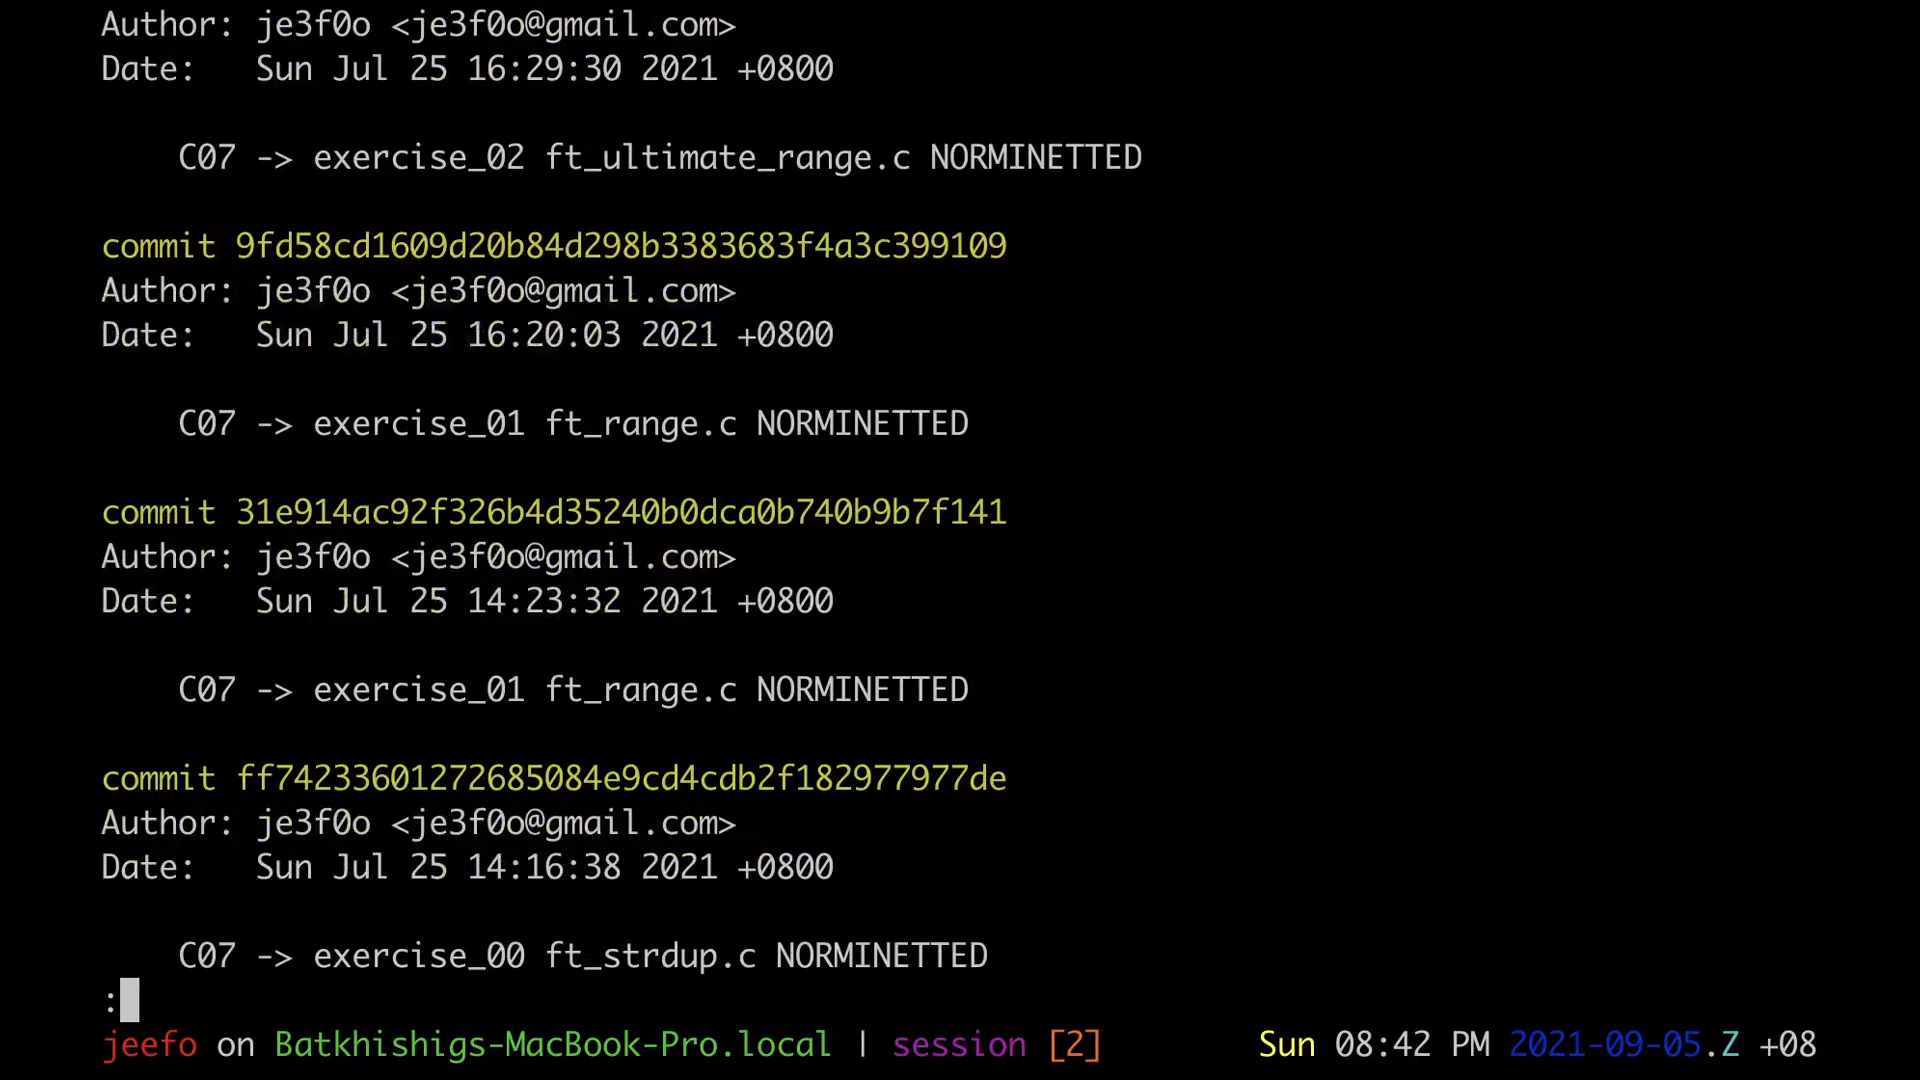 Author: je3f0o <je3f0o@gmail.com>
Date:   Sun Jul 25 16:29:30 2021 +0800
C07 -> exercise_02 ft_ultimate_range.c NORMINETTED
commit 9fd58cd1609d20b84d298b3383683f4a3c399109
Author: je3f0o <je3f0o@gmail.com>
Date:   Sun Jul 25 16:20:03 2021 +0800
C07 -> exercise_01 ft_range.c NORMINETTED
commit 31e914ac92f326b4d35240b0dca0b740b9b7f141
Author: je3f0o <je3f0o@gmail.com>
Date:   Sun Jul 25 14:23:32 2021 +0800
C07 -> exercise_01 ft_range.c NORMINETTED
commit ff74233601272685084e9cd4cdb2f182977977de
Author: je3f0o <je3f0o@gmail.com>
Date:   Sun Jul 25 14:16:38 2021 +0800
C07 -> exercise_00 ft_strdup.c NORMINETTED
:
jeefo on Batkhishigs-MacBook-Pro.local | session [2] Sun 08:42 PM 2021-09-05.Z +08